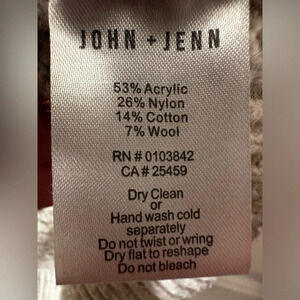 JOHN + JENN
53% Acrylic
26% Nylon
14% Cotton
7% Wool
RN # 0103842
CA # 25459
Dry Clean
or
Hand wash cold
separately
Do not twist or wring
Dry flat to reshape
Do not bleach